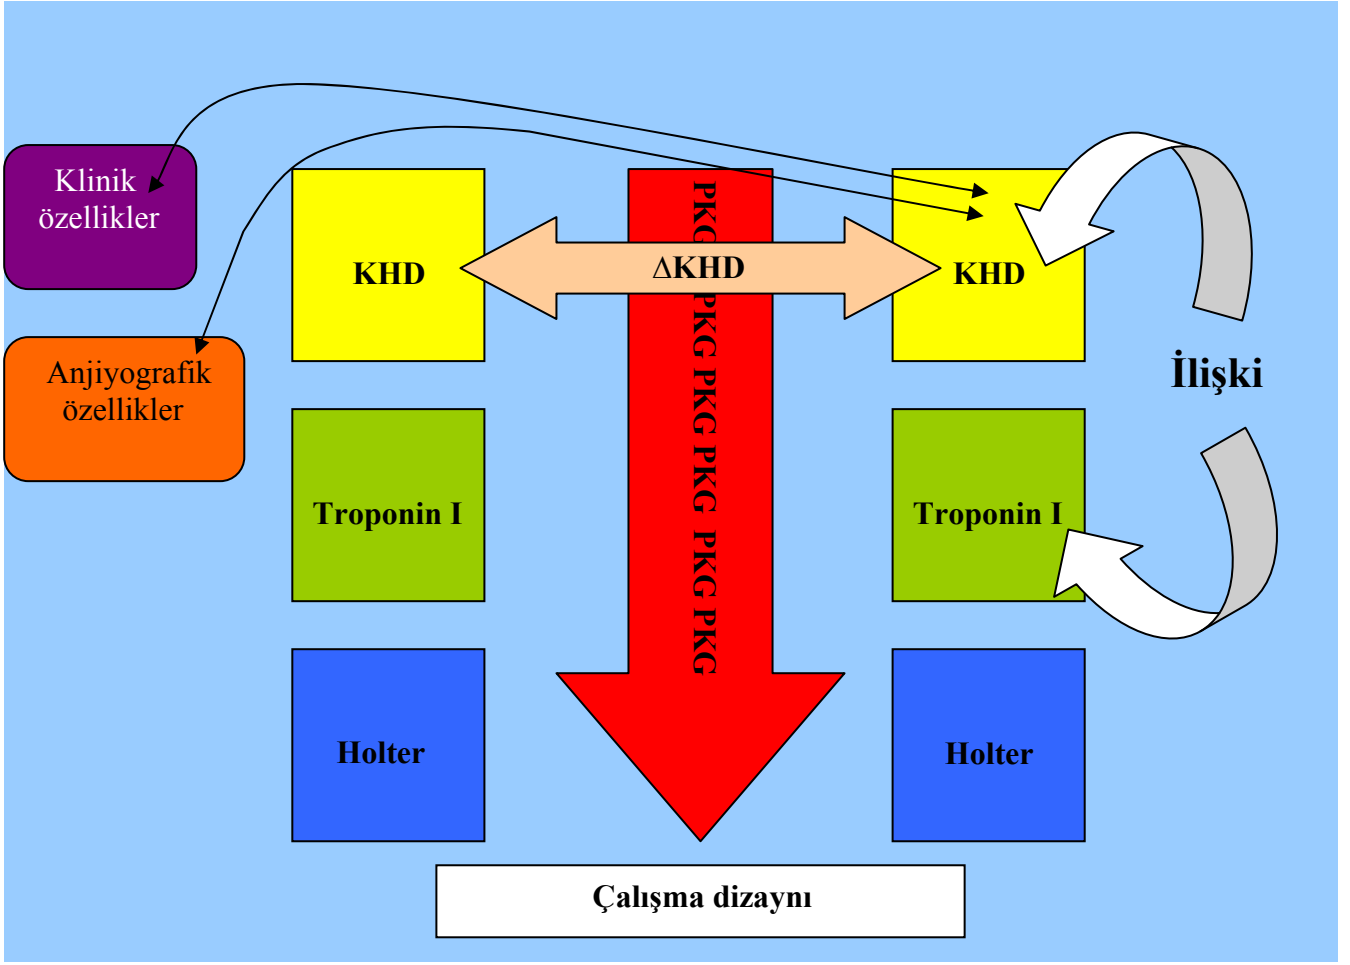 Klinik
özellikler
Anjiyografik
özellikler
KHD
ΔKHD
KHD
PKG PKG PKG PKG PKG PKG
İlişki
Troponin I
Troponin I
Holter
Holter
Çalışma dizaynı